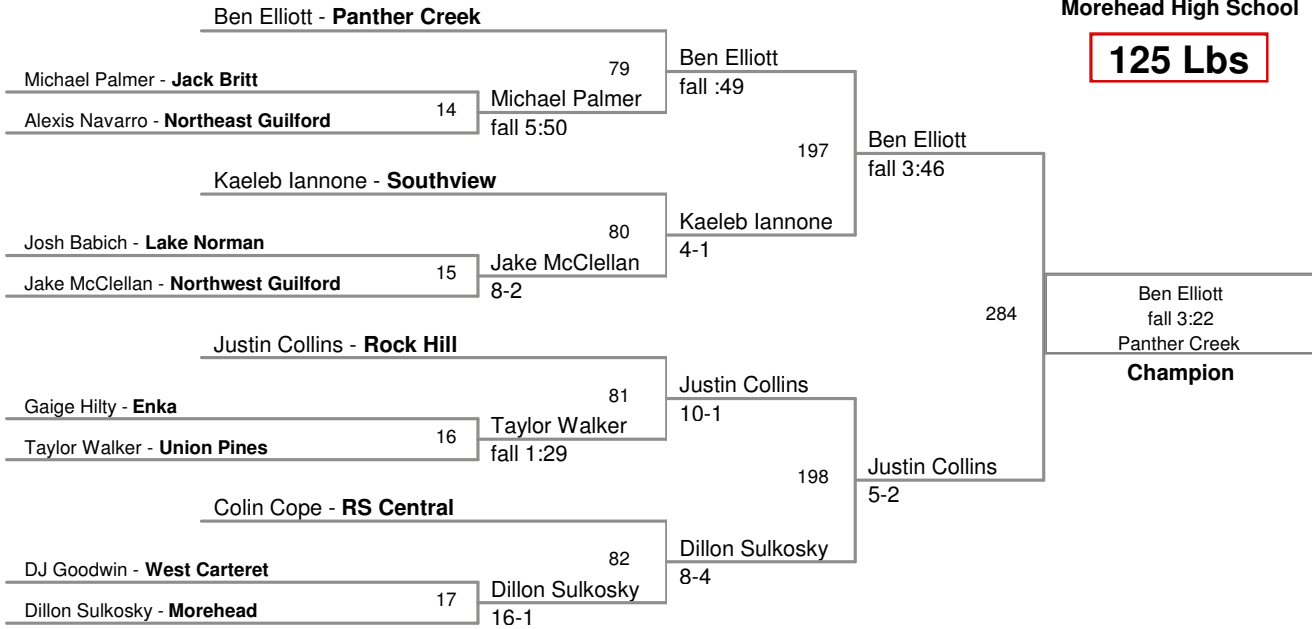 Morehead High School
125 Lbs
Ben Elliott - Panther Creek
Michael Palmer - Jack Britt
Alexis Navarro - Northeast Guilford
14
79
Michael Palmer
fall 5:50
Ben Elliott
fall :49
Kaeleb Iannone - Southview
Josh Babich - Lake Norman
Jake McClellan - Northwest Guilford
15
80
Jake McClellan
8-2
Kaeleb Iannone
4-1
197
Ben Elliott
fall 3:46
Justin Collins - Rock Hill
Gaige Hilty - Enka
Taylor Walker - Union Pines
16
81
Taylor Walker
fall 1:29
Justin Collins
10-1
Colin Cope - RS Central
DJ Goodwin - West Carteret
Dillon Sulkosky - Morehead
17
82
Dillon Sulkosky
16-1
Dillon Sulkosky
8-4
198
Justin Collins
5-2
284
Ben Elliott
fall 3:22
Panther Creek
Champion